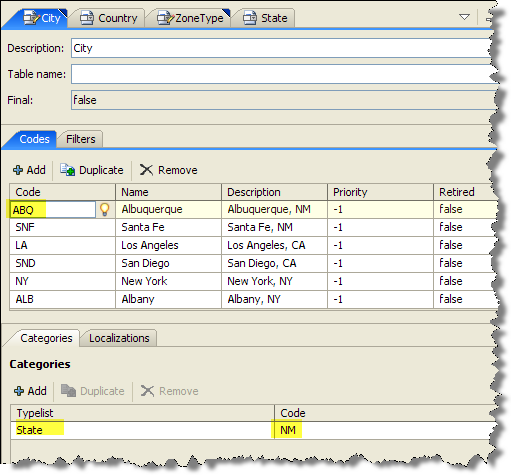 City Country ZoneType State
Description: City
Table name:
Final: false
Codes Filters
Add Duplicate Remove
Code Name Description Priority Retired
ABQ Albuquerque Albuquerque, NM -1 false
SNF Santa Fe Santa Fe, NM -1 false
LA Los Angeles Los Angeles, CA -1 false
SND San Diego San Diego, CA -1 false
NY New York New York, NY -1 false
ALB Albany Albany, NY -1 false
Categories Localizations
Categories
Add Duplicate Remove
Typelist Code
State NM